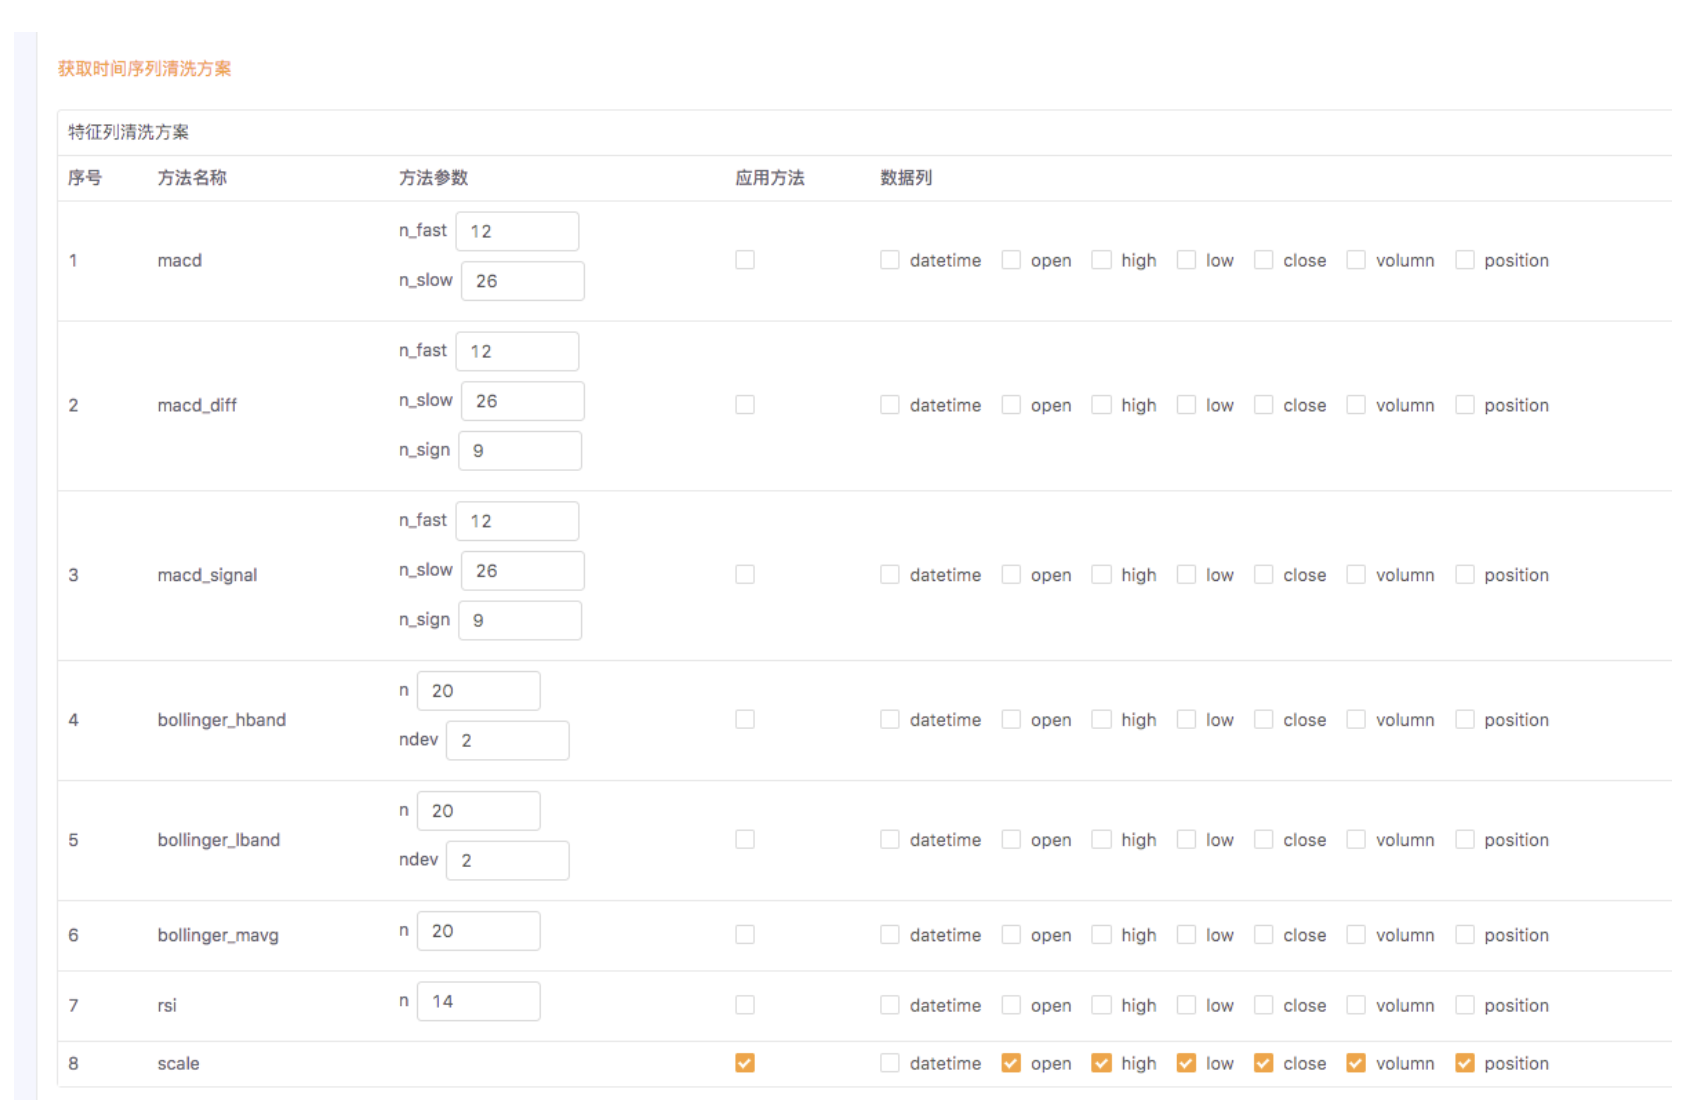 获取时间序列清洗方案
特征列清洗方案
序号 方法名称 方法参数 应用方法 数据列
n_fast 12
1 macd datetime open high low close volumn position
n_slow 26
n_fast 12
2 macd_diff n_slow 26 datetime open high low close volumn position
n_sign 9
n_fast 12
3 macd_signal n_slow 26 datetime open high low close volumn position
n_sign 9
n 20
4 bollinger_hband datetime open high low close volumn position
ndev 2
n 20
5 bollinger_lband datetime open high low close volumn position
ndev 2
6 bollinger_mavg n 20 datetime open high low close volumn position
7 rsi n 14 datetime open high low close volumn position
8 scale datetime open high low close volumn position